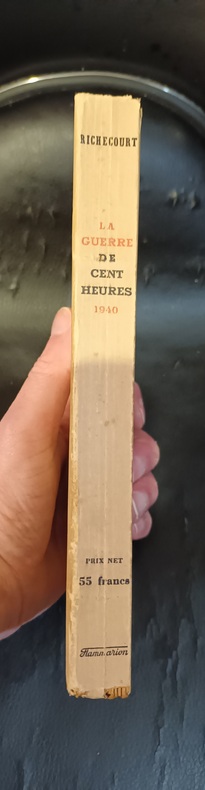 RICHECOURT
LA
GUERRE
DE
CENT
HEURES
1940
PRIX NET
55 francs
Flammarion